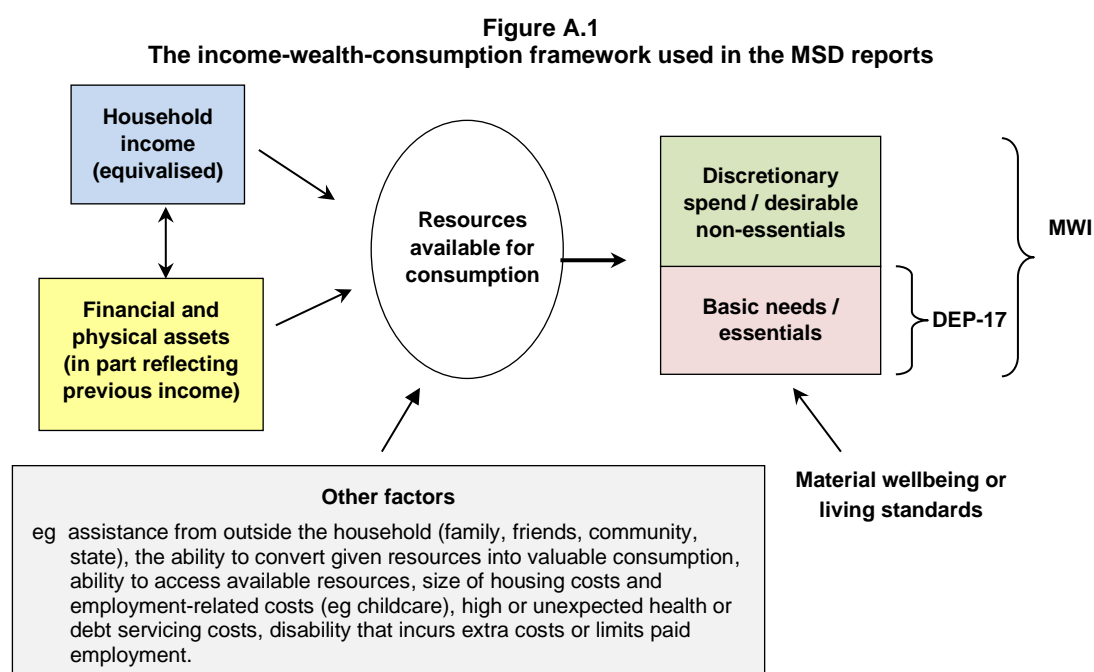 Figure A.1
The income-wealth-consumption framework used in the MSD reports
Household
income
(equivalised)
Financial and
physical assets
(in part reflecting
previous income)
Resources
available for
consumption
Discretionary
spend / desirable
non-essentials
Basic needs /
essentials
DEP-17
MWI
Material wellbeing or
living standards
Other factors
eg assistance from outside the household (family, friends, community,
state), the ability to convert given resources into valuable consumption,
ability to access available resources, size of housing costs and
employment-related costs (eg childcare), high or unexpected health or
debt servicing costs, disability that incurs extra costs or limits paid
employment.